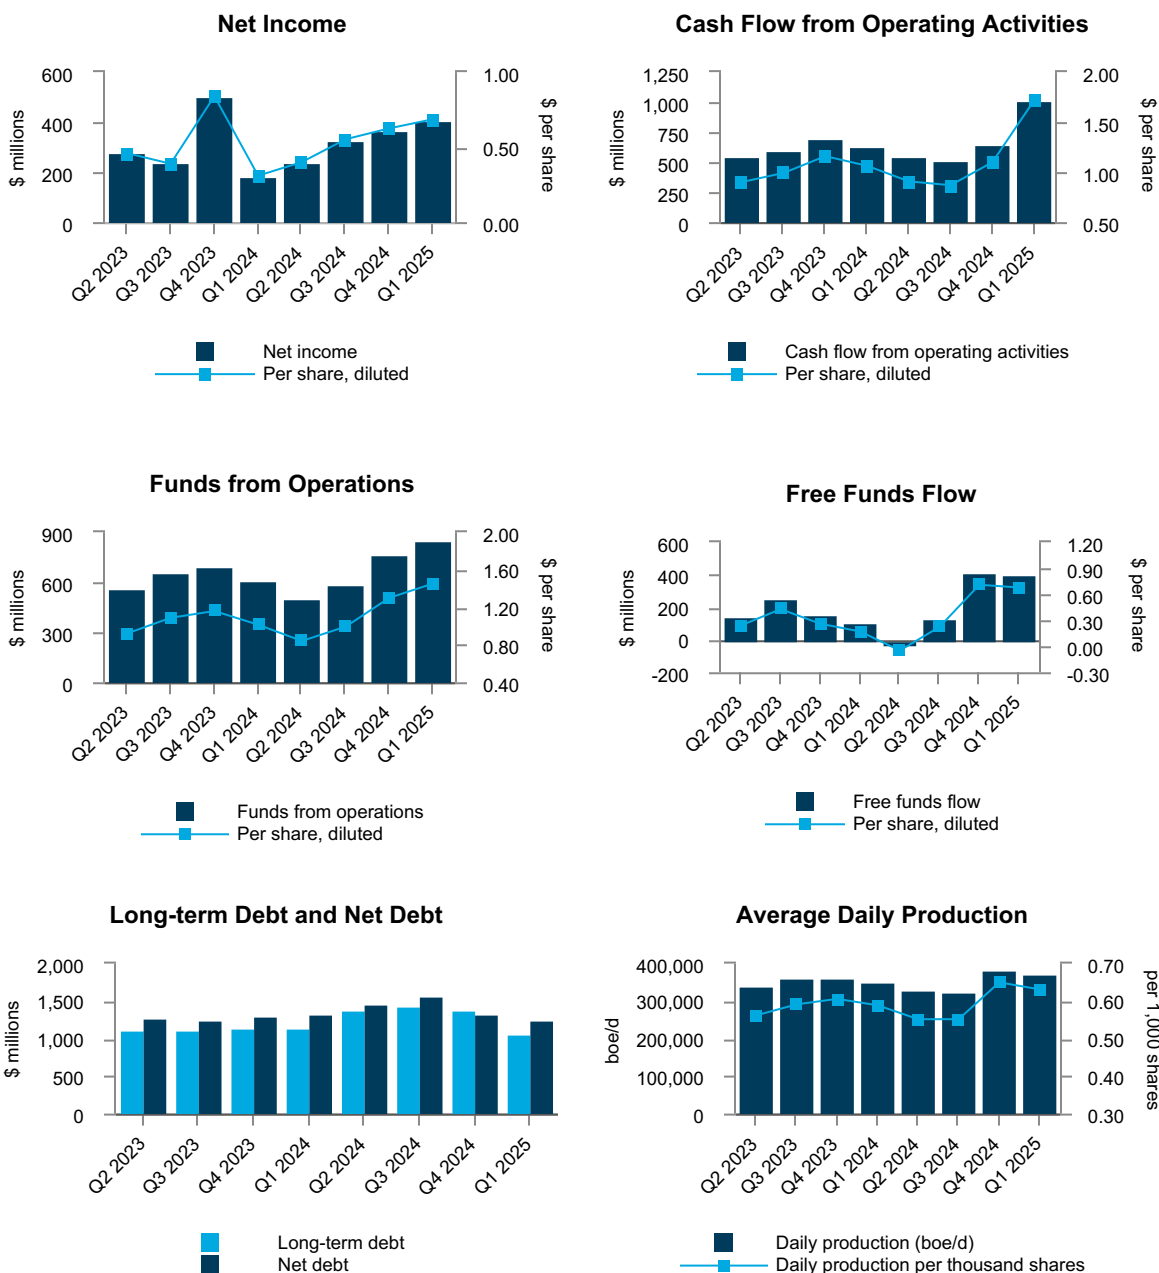 Net Income
600
400
200
0
$ millions
1.00
0.50
0.00
$ per share
Q2 2023
Q3 2023
Q4 2023
Q1 2024
Q2 2024
Q3 2024
Q4 2024
Q1 2025
Net income
Per share, diluted
Cash Flow from Operating Activities
1,250
1,000
750
500
250
0
$ millions
2.00
1.50
1.00
0.50
$ per share
Q2 2023
Q3 2023
Q4 2023
Q1 2024
Q2 2024
Q3 2024
Q4 2024
Q1 2025
Cash flow from operating activities
Per share, diluted
Funds from Operations
900
600
300
0
$ millions
2.00
1.60
1.20
0.80
0.40
$ per share
Q2 2023
Q3 2023
Q4 2023
Q1 2024
Q2 2024
Q3 2024
Q4 2024
Q1 2025
Funds from operations
Per share, diluted
Free Funds Flow
600
400
200
0
-200
$ millions
1.20
0.90
0.60
0.30
0.00
-0.30
$ per share
Q2 2023
Q3 2023
Q4 2023
Q1 2024
Q2 2024
Q3 2024
Q4 2024
Q1 2025
Free funds flow
Per share, diluted
Long-term Debt and Net Debt
2,000
1,500
1,000
500
0
$ millions
Q2 2023
Q3 2023
Q4 2023
Q1 2024
Q2 2024
Q3 2024
Q4 2024
Q1 2025
Long-term debt
Net debt
Average Daily Production
400,000
300,000
200,000
100,000
0
boe/d
0.70
0.60
0.50
0.40
0.30
per 1,000 shares
Q2 2023
Q3 2023
Q4 2023
Q1 2024
Q2 2024
Q3 2024
Q4 2024
Q1 2025
Daily production (boe/d)
Daily production per thousand shares